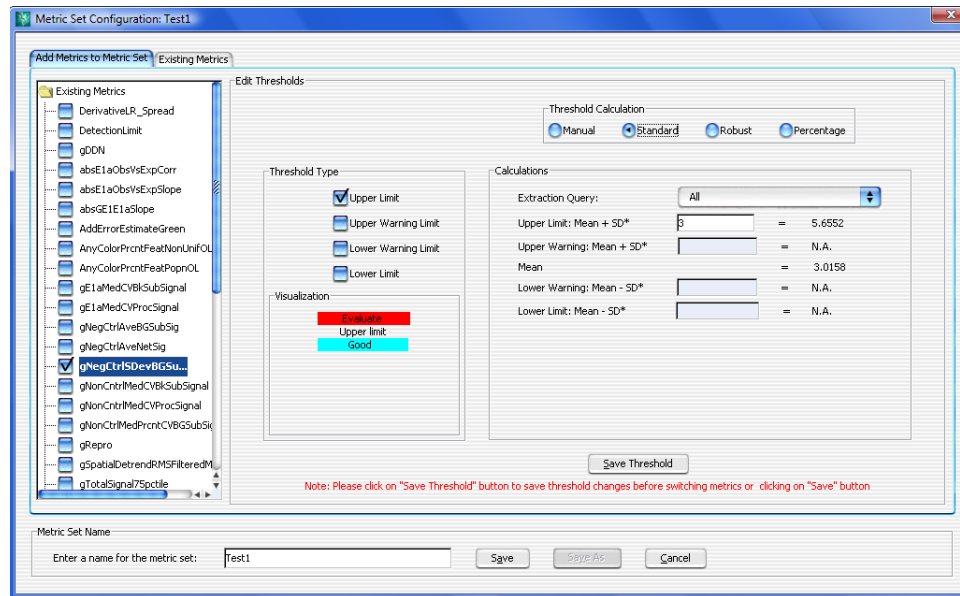 Metric Set Configuration: Test1
Add Metrics to Metric Set
Existing Metrics
Existing Metrics
DerivativeLR_Spread
DetectionLimit
gDDN
absE1aObsVsExpCorr
absE1aObsVsExpSlope
absGE1E1aSlope
AddErrorEstimateGreen
AnyColorPrcntFeatNonUnifOL
AnyColorPrcntFeatPopnOL
gE1aMedCVBkSubSignal
gE1aMedCVProcSignal
gNegCtrlAveBGSubSig
gNegCtrlAveNetSig
gNegCtrlSDevBGSu...
gNonCntrlMedCVBkSubSignal
gNonCntrlMedCVProcSignal
gNonCtrlMedPrcntCVBGSubSig
gRepro
gSpatialDetrendRMSFilteredM
gTotalSignal75pctile
Edit Thresholds
Threshold Calculation
Manual Standard Robust Percentage
Threshold Type
Upper Limit
Upper Warning Limit
Lower Warning Limit
Lower Limit
Visualization
Evaluate
Upper limit
Good
Calculations
Extraction Query: All
Upper Limit: Mean + SD* 3 = 5.6552
Upper Warning: Mean + SD* = N.A.
Mean = 3.0158
Lower Warning: Mean - SD* = N.A.
Lower Limit: Mean - SD* = N.A.
Save Threshold
Note: Please click on "Save Threshold" button to save threshold changes before switching metrics or clicking on "Save" button
Metric Set Name
Enter a name for the metric set: Test1
Save Save As Cancel